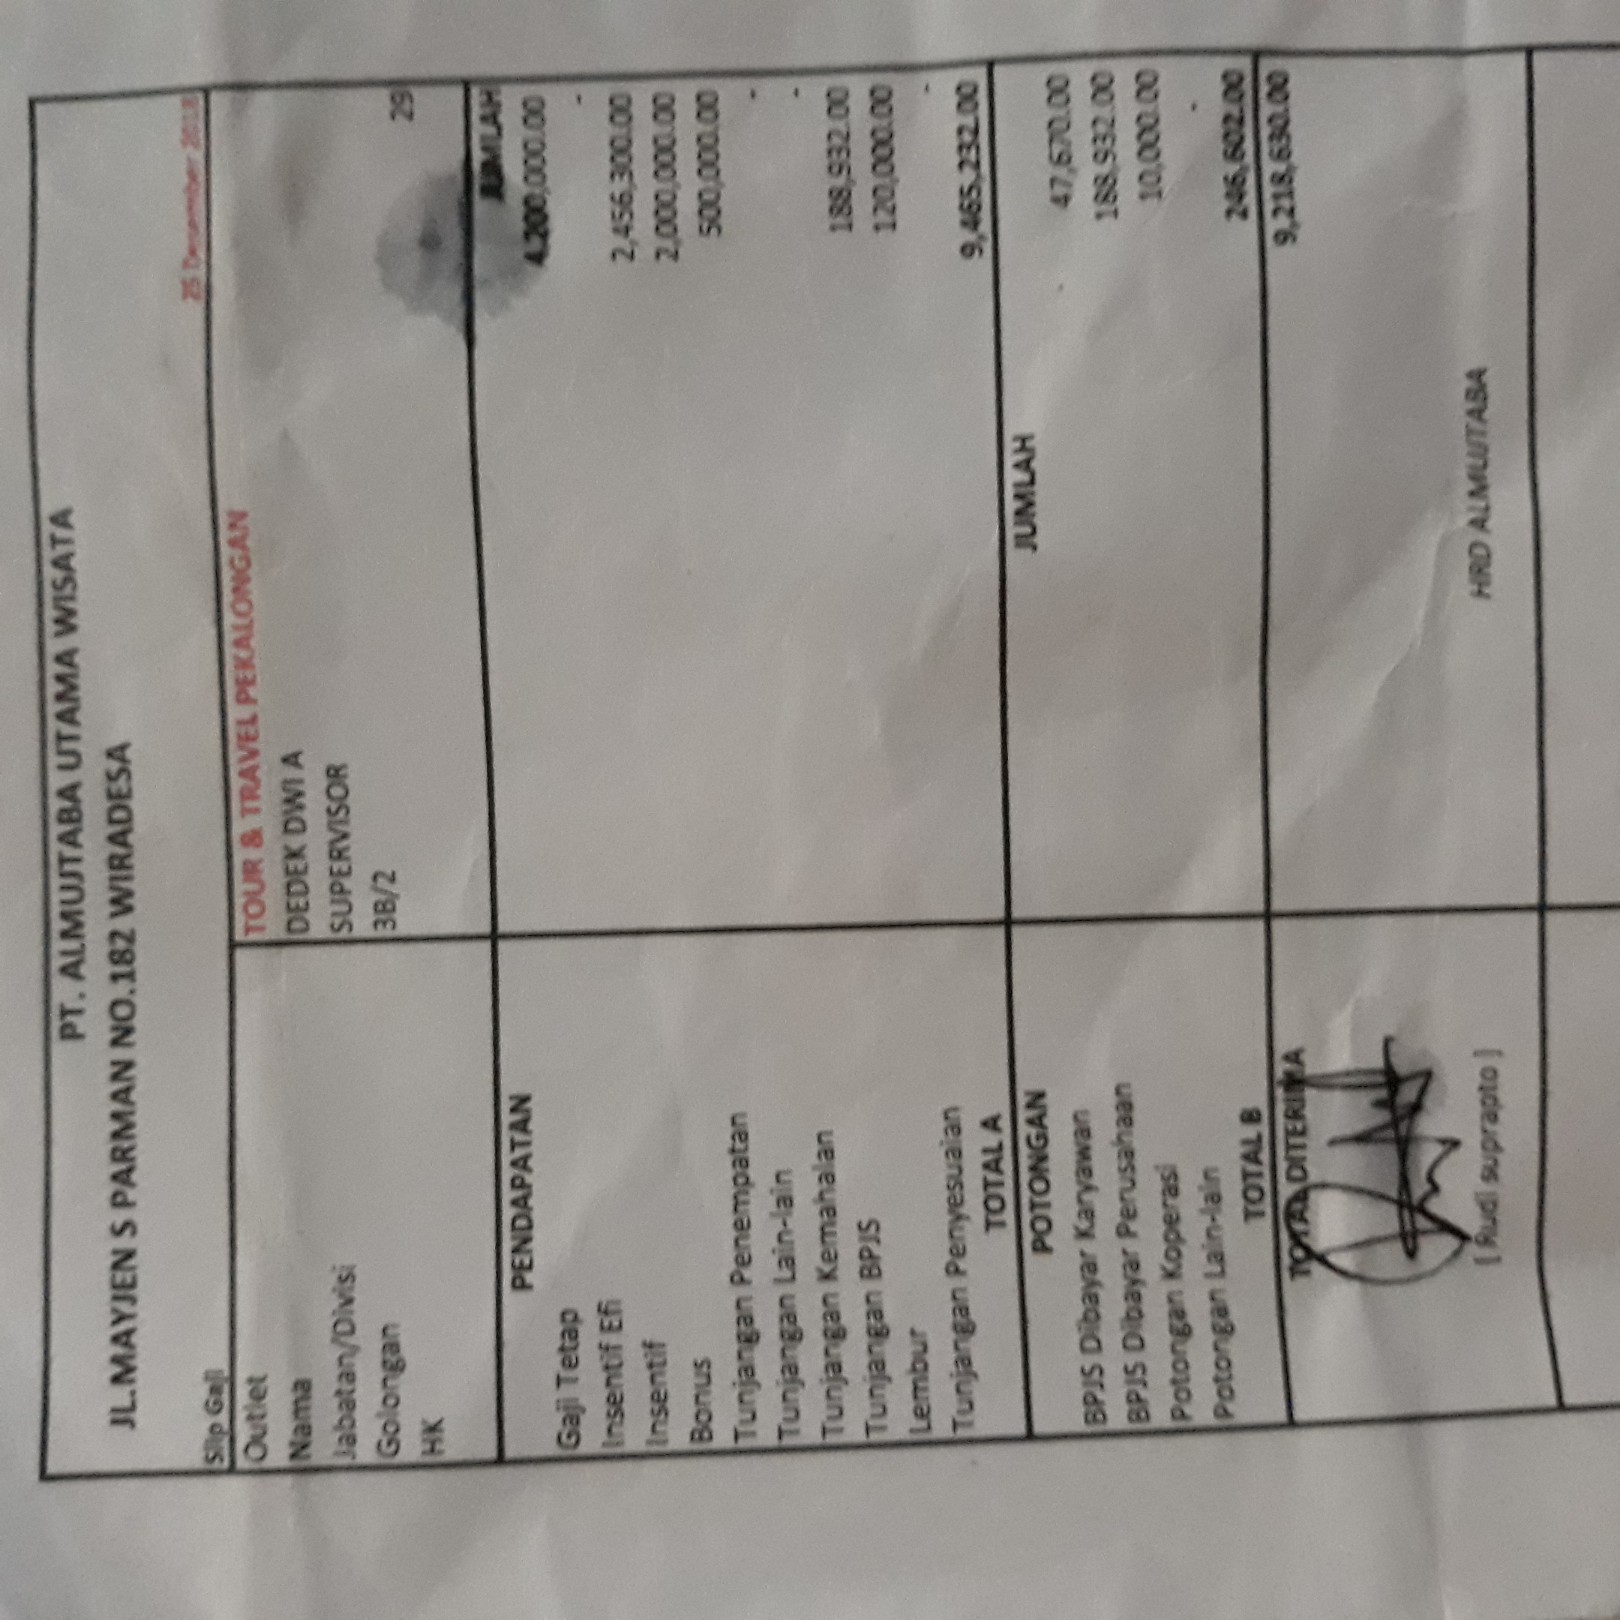 PT. ALMUJTABA UTAMA WISATA
JL.MAYJEN S PARMAN NO.182 WIRADESA
Slip Gaji 25 Desember 2018
Outlet TOUR & TRAVEL PEKALONGAN
Nama DEDEK DWI A
Jabatan/Divisi SUPERVISOR
Golongan 3B/2
HK 29
PENDAPATAN JUMLAH
Gaji Tetap 4.200,000.00
Insentif Efi -
Insentif 2,456,300.00
Bonus 2,000,000.00
Tunjangan Penempatan 500,000.00
Tunjangan Lain-lain -
Tunjangan Kemahalan -
Tunjangan BPJS 188,932.00
Lembur 120,000.00
Tunjangan Penyesuaian -
TOTAL A 9,465,232.00
POTONGAN JUMLAH
BPJS Dibayar Karyawan 47,670.00
BPJS Dibayar Perusahaan 188,932.00
Potongan Koperasi 10,000.00
Potongan Lain-lain -
TOTAL B 246,602.00
TOTAL DITERIMA 9,218,630.00
[ Rudi suprapto ] HRD ALMUJTABA